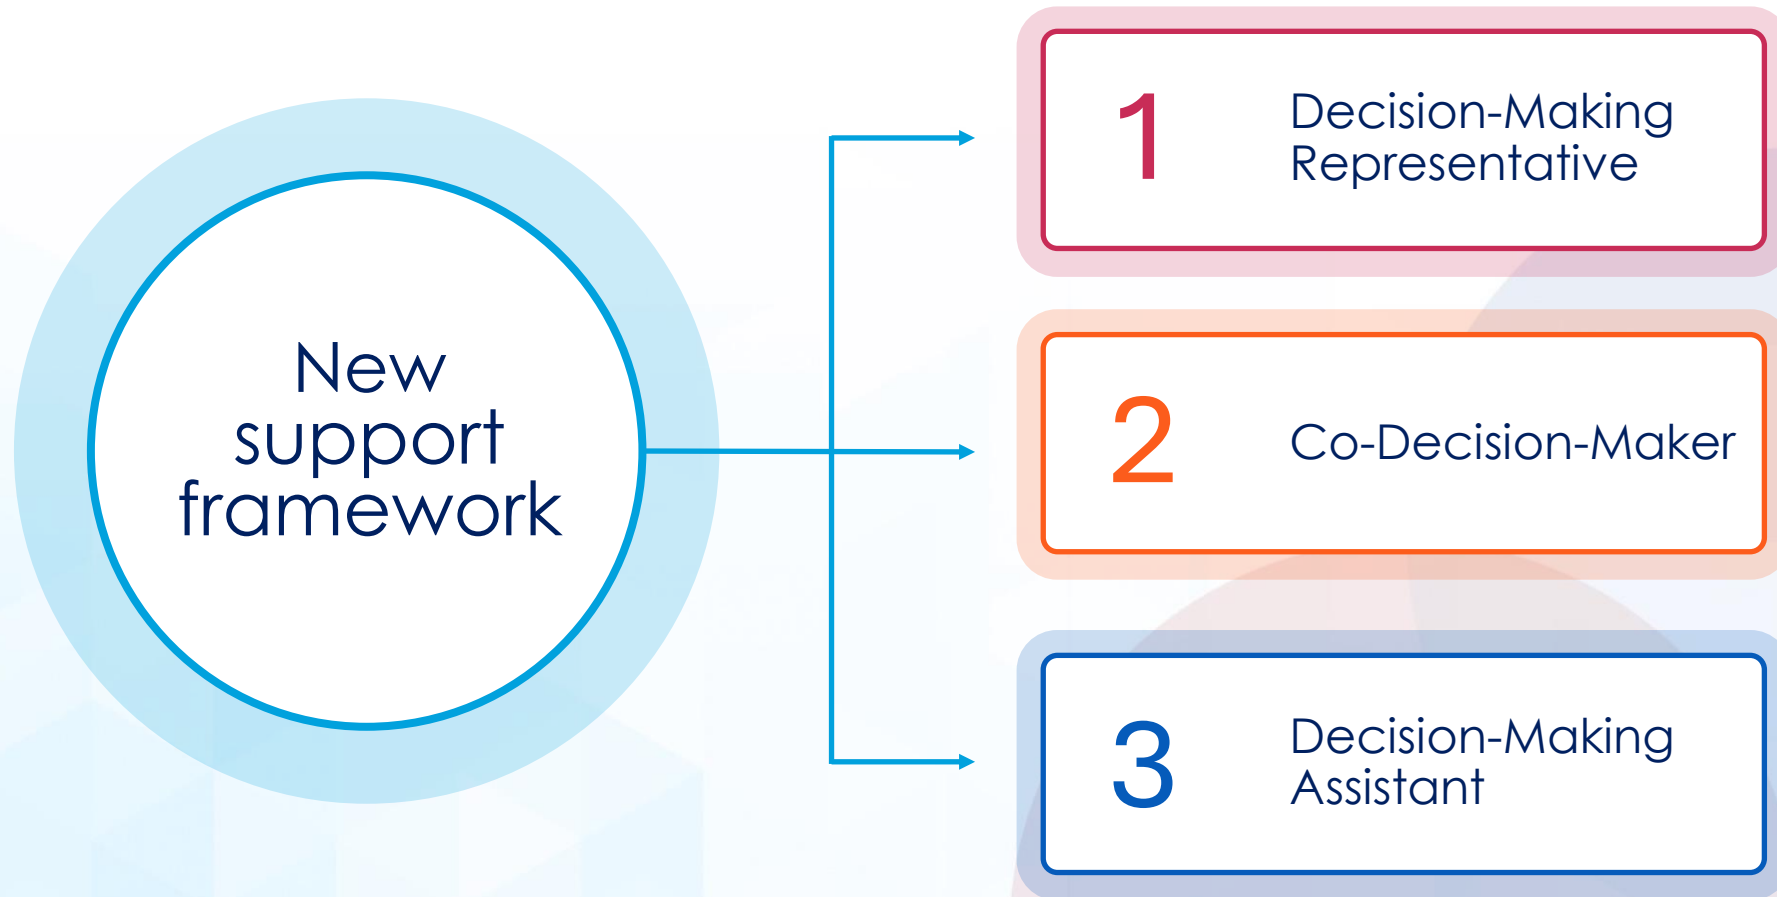 New
support
framework
1
Decision-Making
Representative
2
Co-Decision-Maker
3
Decision-Making
Assistant